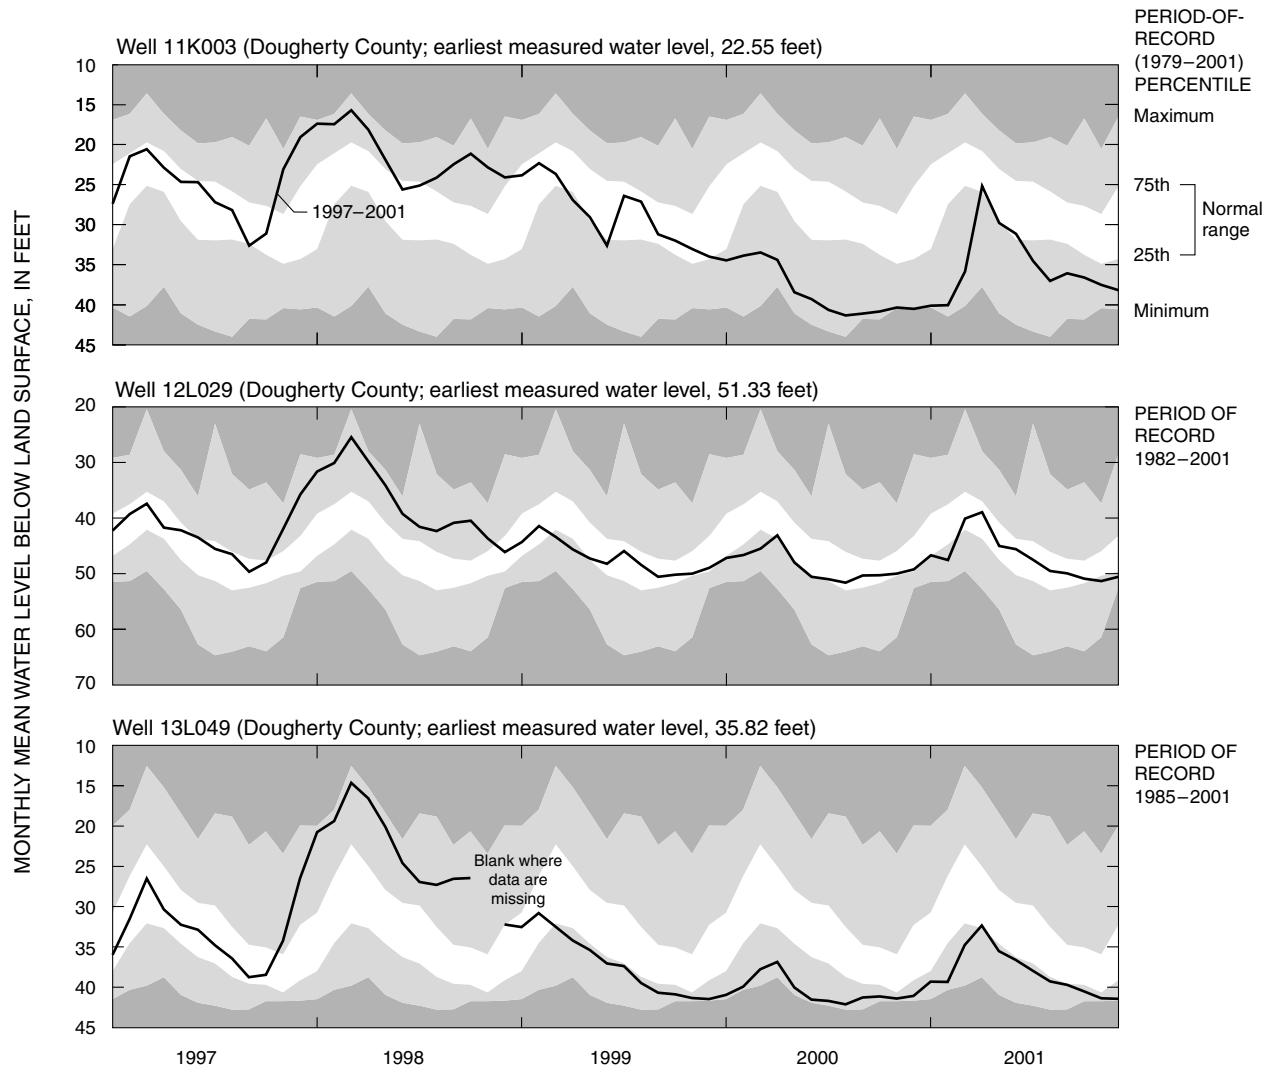 PERIOD-OF-
RECORD
(1979–2001)
PERCENTILE
Well 11K003 (Dougherty County; earliest measured water level, 22.55 feet)
10
15
20
25
30
35
40
45
1997–2001
Maximum
75th
Normal
range
25th
Minimum
MONTHLY MEAN WATER LEVEL BELOW LAND SURFACE, IN FEET
Well 12L029 (Dougherty County; earliest measured water level, 51.33 feet)
20
30
40
50
60
70
PERIOD OF
RECORD
1982–2001
Well 13L049 (Dougherty County; earliest measured water level, 35.82 feet)
10
15
20
25
30
35
40
45
Blank where
data are
missing
PERIOD OF
RECORD
1985–2001
1997 1998 1999 2000 2001